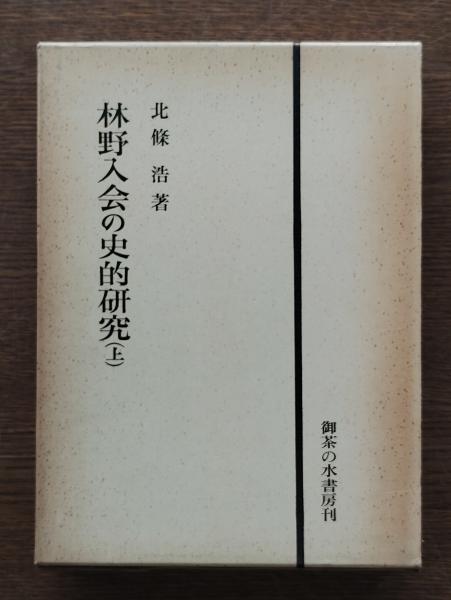 北條浩著
林野入会の史的研究(上)
御茶の水書房刊